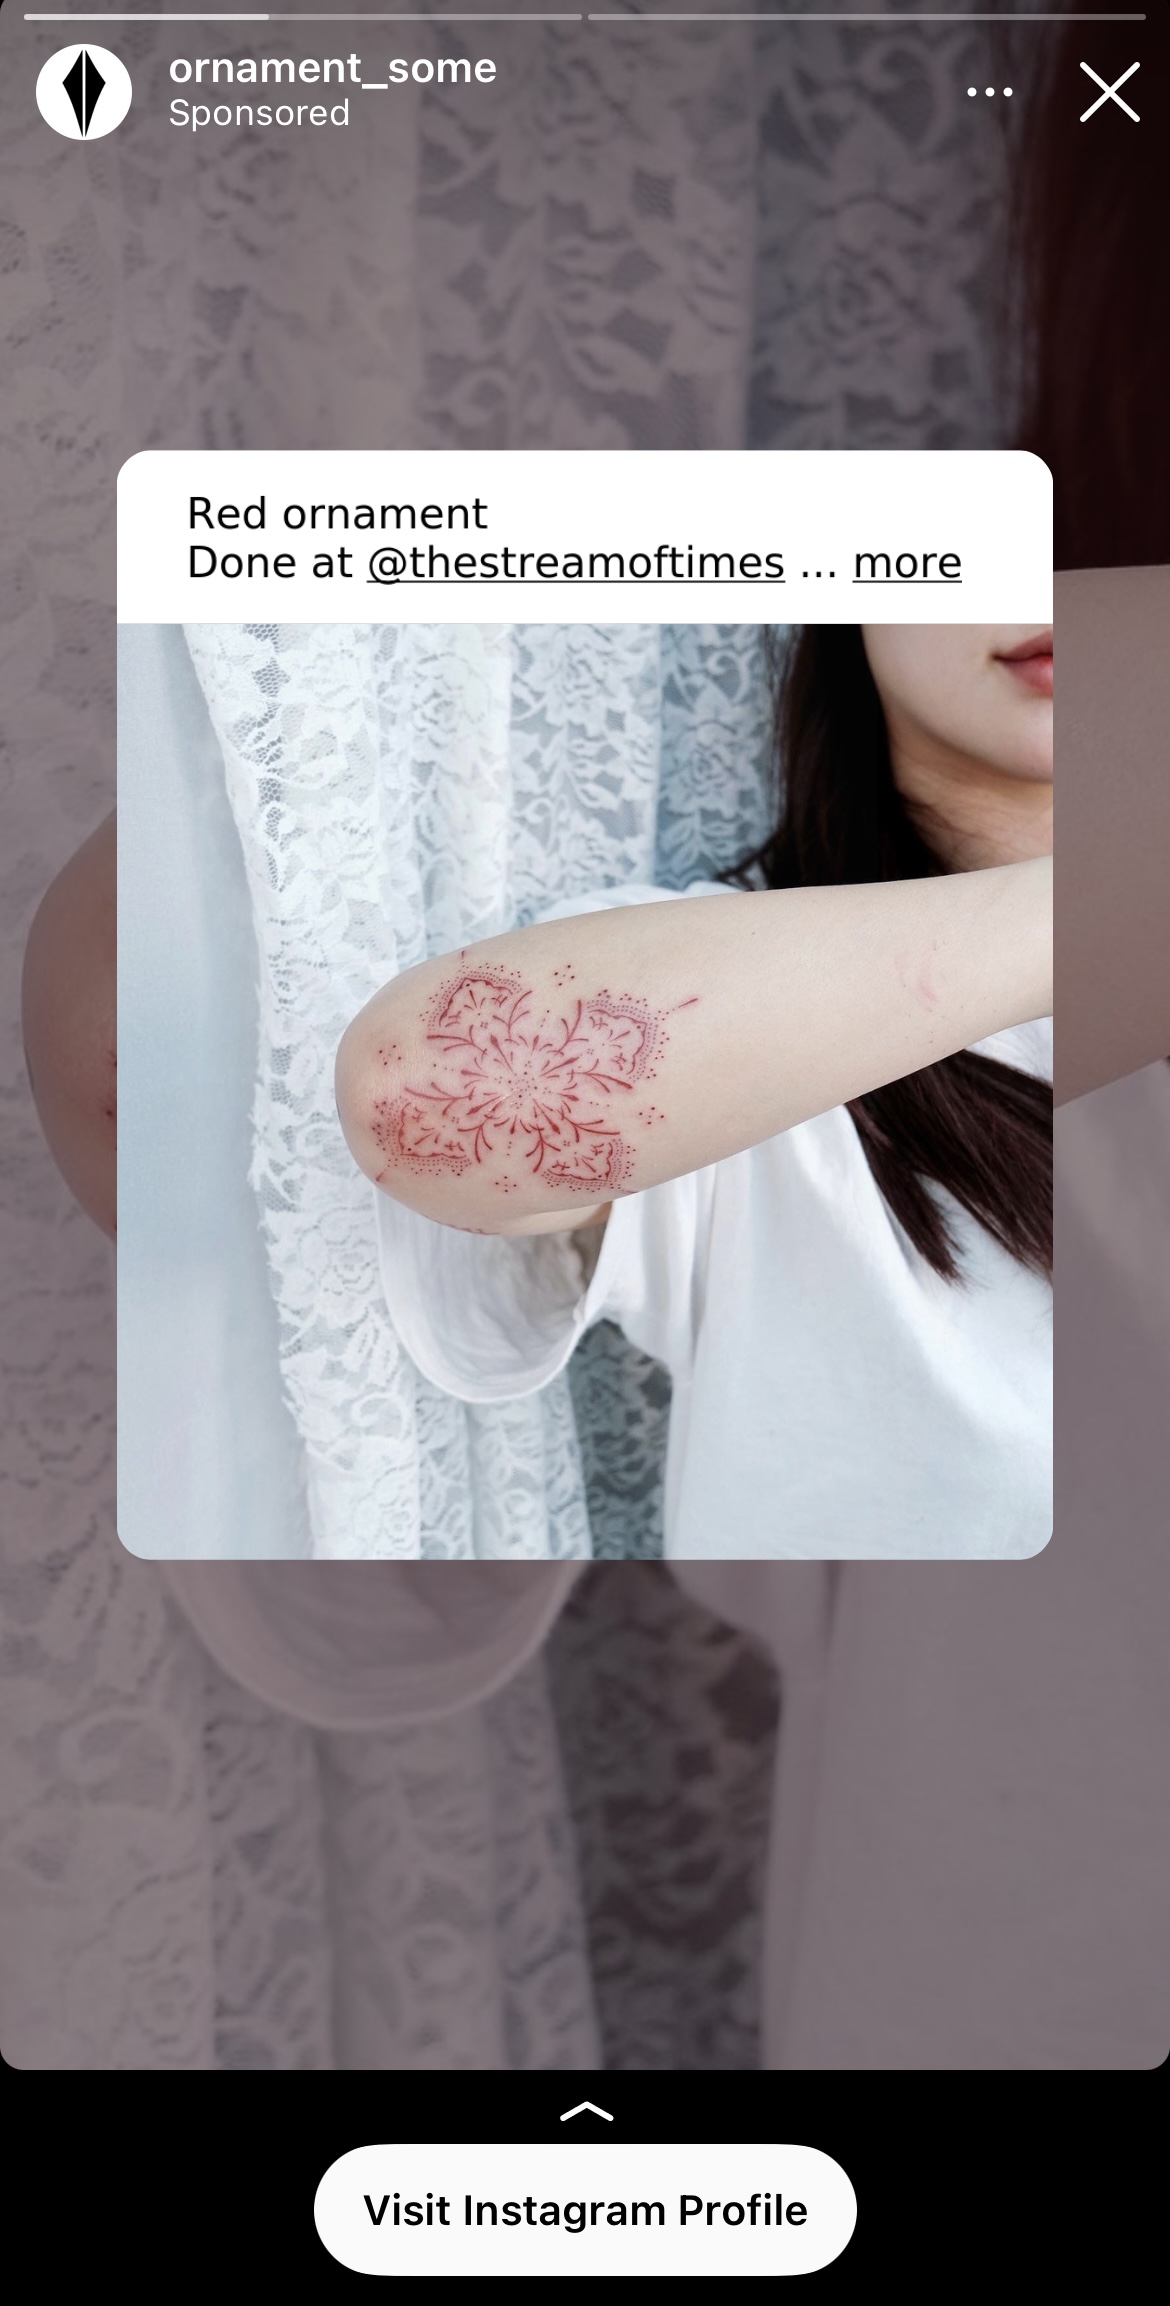 ornament_some
Sponsored
Red ornament
Done at @thestreamoftimes ... more
Visit Instagram Profile